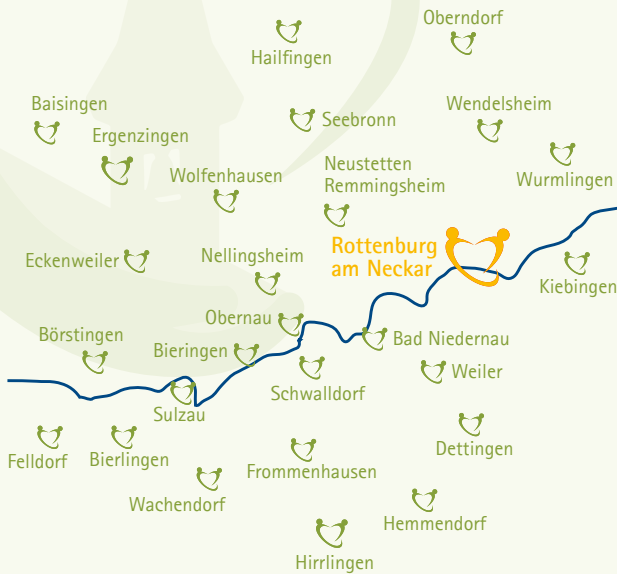 Oberndorf
Hailfingen
Baisingen
Wendelsheim
Seebronn
Ergenzingen
Wolfenhausen
Neustetten
Remmingsheim
Wurmlingen
Rottenburg
am Neckar
Eckenweiler
Nellingsheim
Kiebingen
Obernau
Börstingen
Bieringen
Bad Niedernau
Schwalldorf
Weiler
Sulzau
Felldorf
Bierlingen
Dettingen
Frommenhausen
Wachendorf
Hemmendorf
Hirrlingen